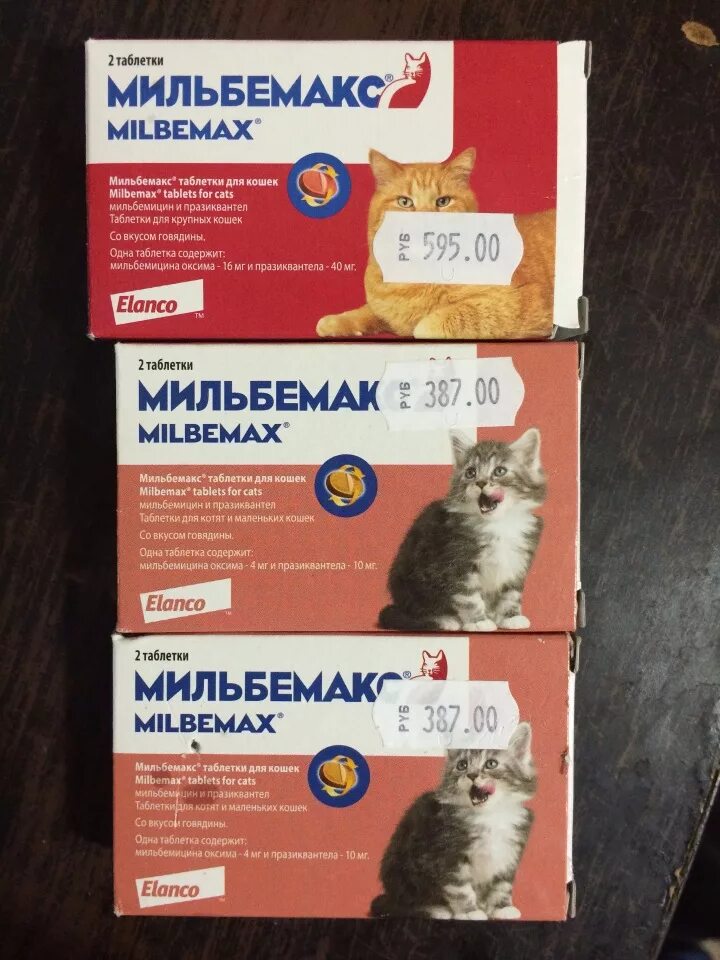 2 таблетки
МИЛЬБЕМАКС®
MILBEMAX®
Мильбемакс® таблетки для кошек
Milbemax® tablets for cats
мильбемицин и празиквантел
Таблетки для крупных кошек
Со вкусом говядины.
Одна таблетка содержит:
мильбемицина оксима - 16 мг и празиквантела - 40 мг.
РУБ 595.00
Elanco™
2 таблетки
МИЛЬБЕМАК
РУБ 387.00
MILBEMAX®
Мильбемакс® таблетки для кошек
Milbemax® tablets for cats
мильбемицин и празиквантел
Таблетки для котят и маленьких кошек
Со вкусом говядины.
Одна таблетка содержит:
мильбемицина оксима - 4 мг и празиквантела - 10 мг.
Elanco™
2 таблетки
МИЛЬБЕМАКС®
РУБ 387.00
MILBEMAX®
Мильбемакс® таблетки для кошек
Milbemax® tablets for cats
мильбемицин и празиквантел
Таблетки для котят и маленьких кошек
Со вкусом говядины.
Одна таблетка содержит:
мильбемицина оксима - 4 мг и празиквантела - 10 мг.
Elanco™